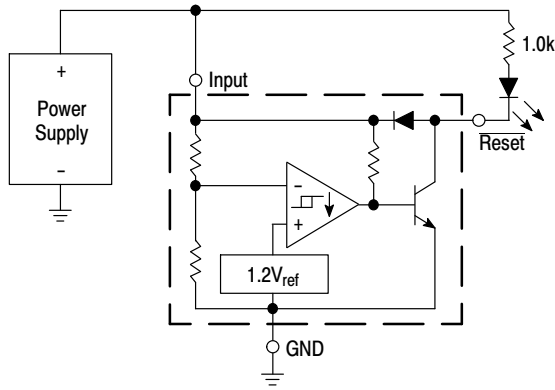 1.0k
+
Power
Supply
-
Input
Reset
-
+
1.2Vref
GND